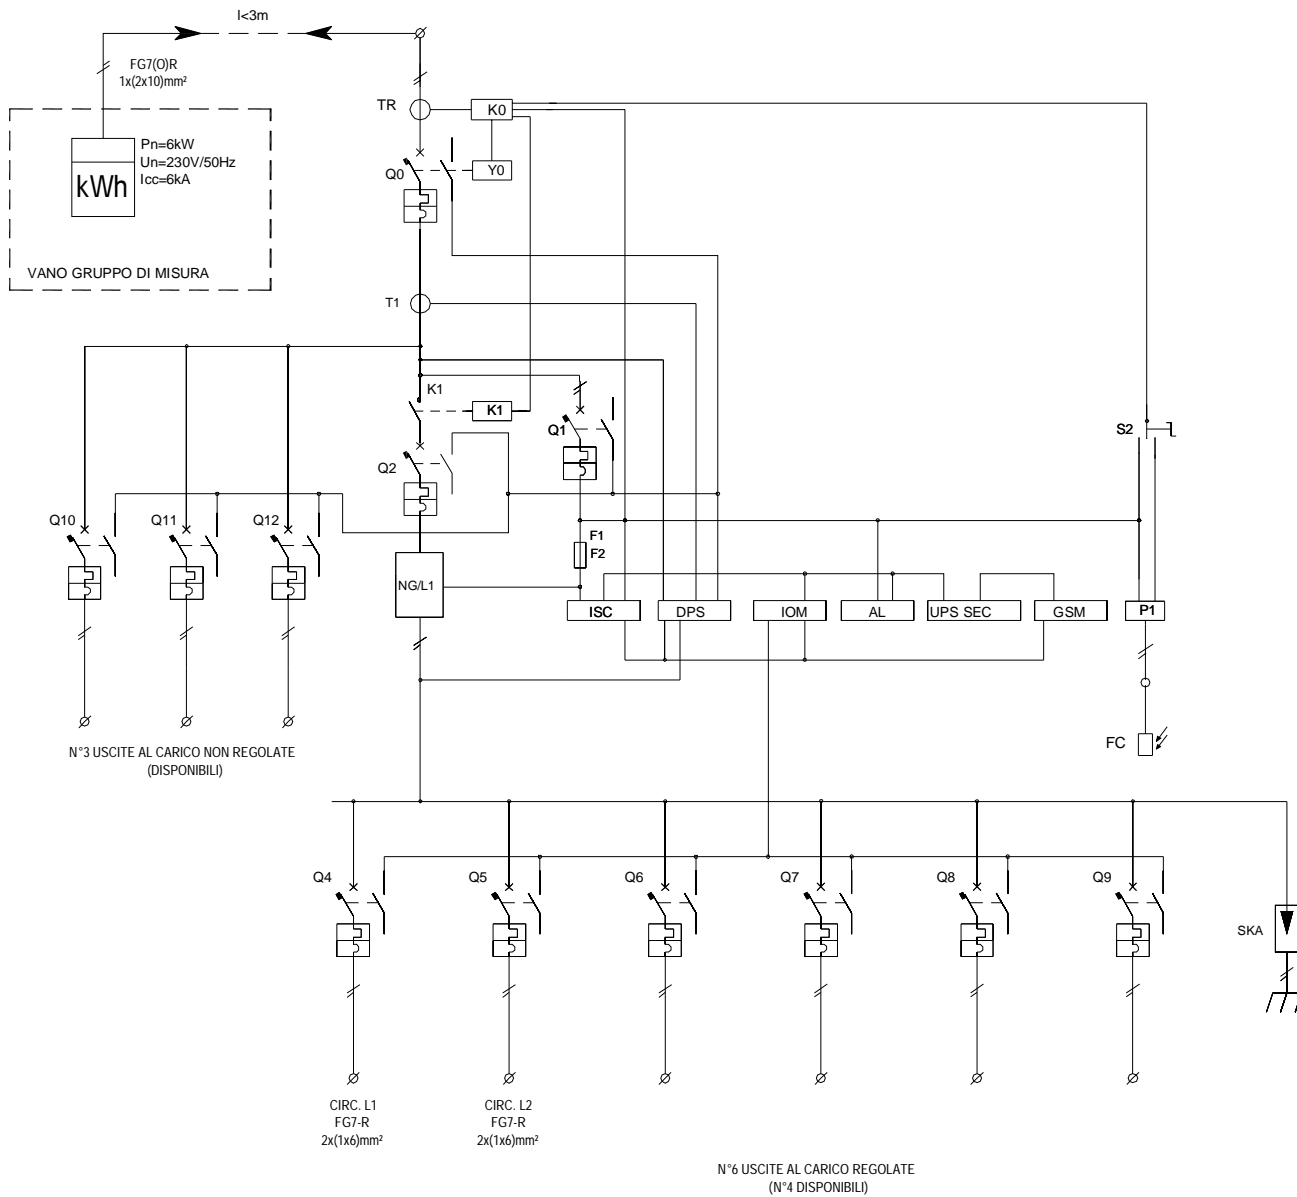 l<3m
FG7(O)R
1x(2x10)mm²
Pn=6kW
Un=230V/50Hz
Icc=6kA
kWh
VANO GRUPPO DI MISURA
TR
K0
Y0
Q0
T1
K1
K1
Q1
S2
Q2
Q10
Q11
Q12
F1
F2
NG/L1
ISC
DPS
IOM
AL
UPS SEC
GSM
P1
FC
N°3 USCITE AL CARICO NON REGOLATE
(DISPONIBILI)
Q4
Q5
Q6
Q7
Q8
Q9
SKA
CIRC. L1
FG7-R
2x(1x6)mm²
CIRC. L2
FG7-R
2x(1x6)mm²
N°6 USCITE AL CARICO REGOLATE
(N°4 DISPONIBILI)